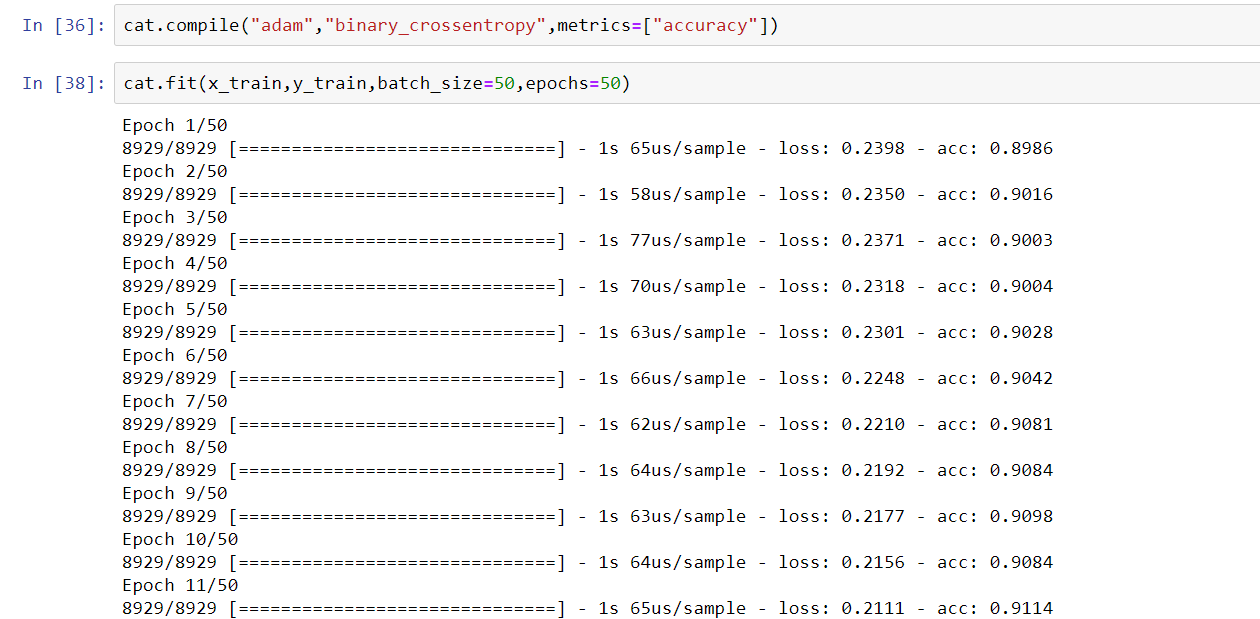 In [36]: cat.compile("adam","binary_crossentropy",metrics=["accuracy"])
In [38]: cat.fit(x_train,y_train,batch_size=50,epochs=50)
Epoch 1/50
8929/8929 [==============================] - 1s 65us/sample - loss: 0.2398 - acc: 0.8986
Epoch 2/50
8929/8929 [==============================] - 1s 58us/sample - loss: 0.2350 - acc: 0.9016
Epoch 3/50
8929/8929 [==============================] - 1s 77us/sample - loss: 0.2371 - acc: 0.9003
Epoch 4/50
8929/8929 [==============================] - 1s 70us/sample - loss: 0.2318 - acc: 0.9004
Epoch 5/50
8929/8929 [==============================] - 1s 63us/sample - loss: 0.2301 - acc: 0.9028
Epoch 6/50
8929/8929 [==============================] - 1s 66us/sample - loss: 0.2248 - acc: 0.9042
Epoch 7/50
8929/8929 [==============================] - 1s 62us/sample - loss: 0.2210 - acc: 0.9081
Epoch 8/50
8929/8929 [==============================] - 1s 64us/sample - loss: 0.2192 - acc: 0.9084
Epoch 9/50
8929/8929 [==============================] - 1s 63us/sample - loss: 0.2177 - acc: 0.9098
Epoch 10/50
8929/8929 [==============================] - 1s 64us/sample - loss: 0.2156 - acc: 0.9084
Epoch 11/50
8929/8929 [==============================] - 1s 65us/sample - loss: 0.2111 - acc: 0.9114